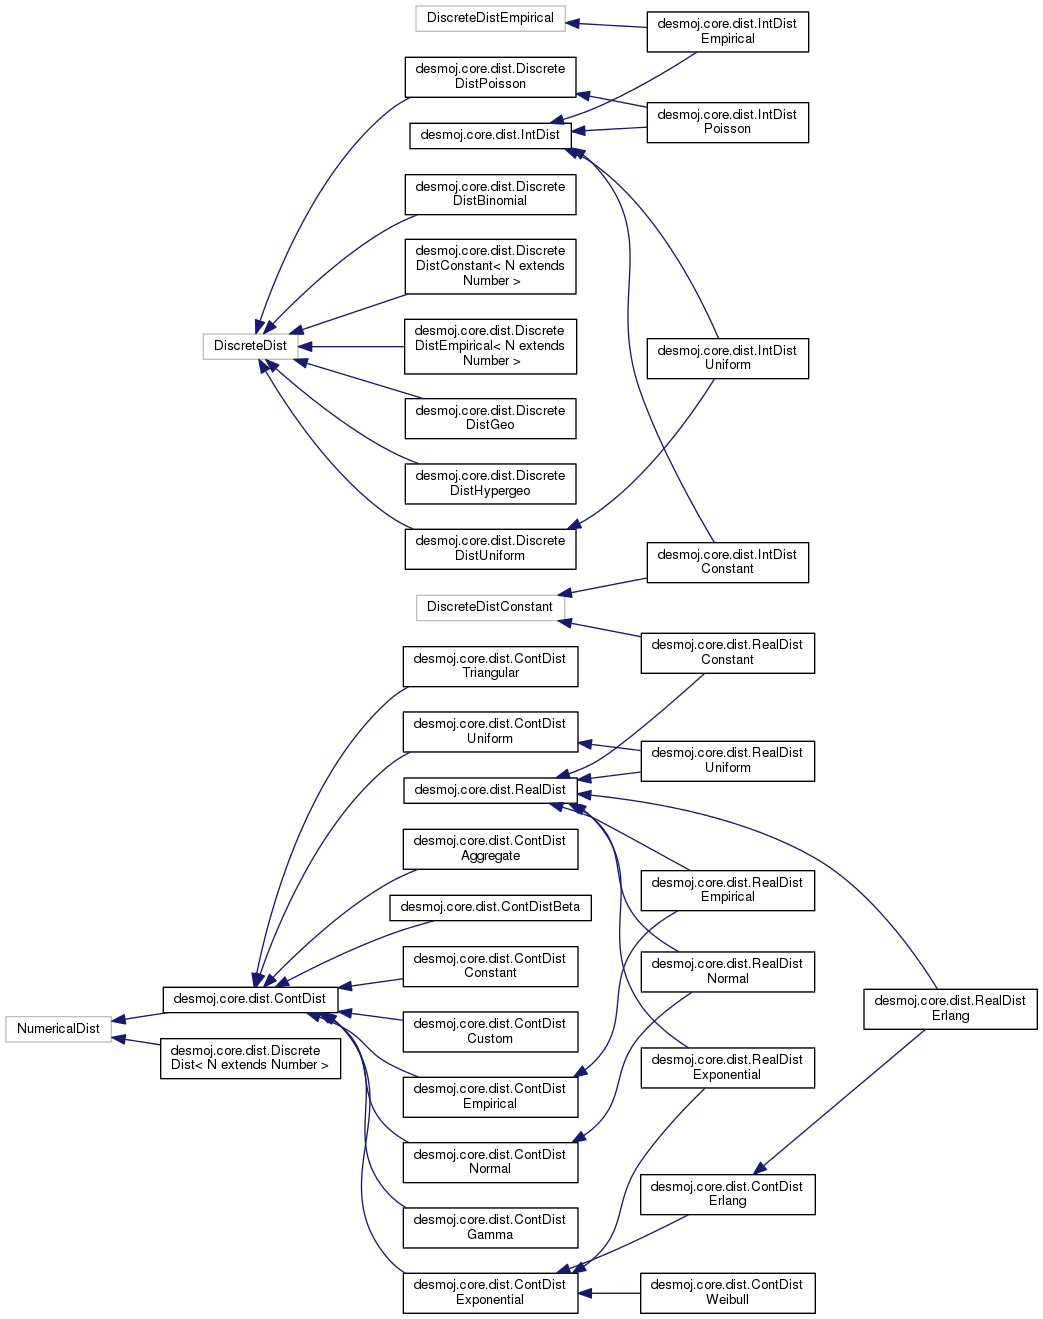 DiscreteDistEmpirical
desmoj.core.dist.IntDist
Empirical
desmoj.core.dist.Discrete
DistPoisson
desmoj.core.dist.IntDist
Poisson
desmoj.core.dist.IntDist
desmoj.core.dist.Discrete
DistBinomial
desmoj.core.dist.Discrete
DistConstant< N extends
Number >
DiscreteDist
desmoj.core.dist.Discrete
DistEmpirical< N extends
Number >
desmoj.core.dist.IntDist
Uniform
desmoj.core.dist.Discrete
DistGeo
desmoj.core.dist.Discrete
DistHypergeo
desmoj.core.dist.Discrete
DistUniform
desmoj.core.dist.IntDist
Constant
DiscreteDistConstant
desmoj.core.dist.RealDist
Constant
desmoj.core.dist.ContDist
Triangular
desmoj.core.dist.ContDist
Uniform
desmoj.core.dist.RealDist
Uniform
desmoj.core.dist.RealDist
desmoj.core.dist.ContDist
Aggregate
desmoj.core.dist.RealDist
Empirical
desmoj.core.dist.ContDistBeta
desmoj.core.dist.ContDist
Constant
desmoj.core.dist.RealDist
Normal
desmoj.core.dist.ContDist
desmoj.core.dist.RealDist
Erlang
NumericalDist
desmoj.core.dist.ContDist
Custom
desmoj.core.dist.Discrete
Dist< N extends Number >
desmoj.core.dist.RealDist
Exponential
desmoj.core.dist.ContDist
Empirical
desmoj.core.dist.ContDist
Normal
desmoj.core.dist.ContDist
Erlang
desmoj.core.dist.ContDist
Gamma
desmoj.core.dist.ContDist
Exponential
desmoj.core.dist.ContDist
Weibull